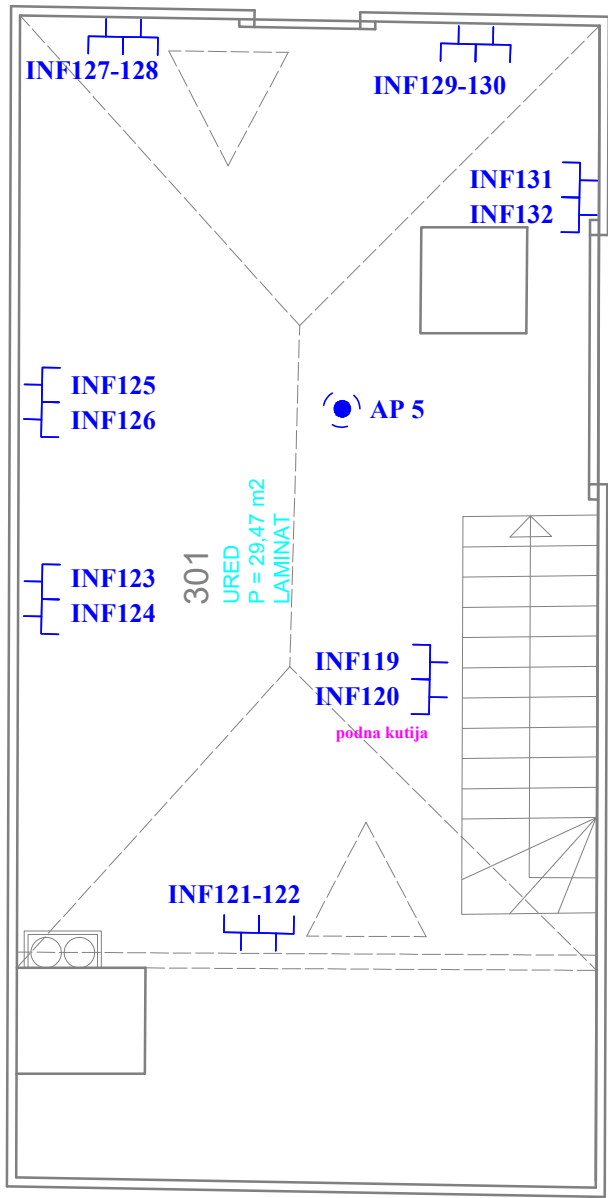 INF127-128
INF129-130
INF131
INF132
INF125
INF126
AP 5
301
URED
P = 29,47 m2
LAMINAT
INF123
INF124
INF119
INF120
podna kutija
INF121-122